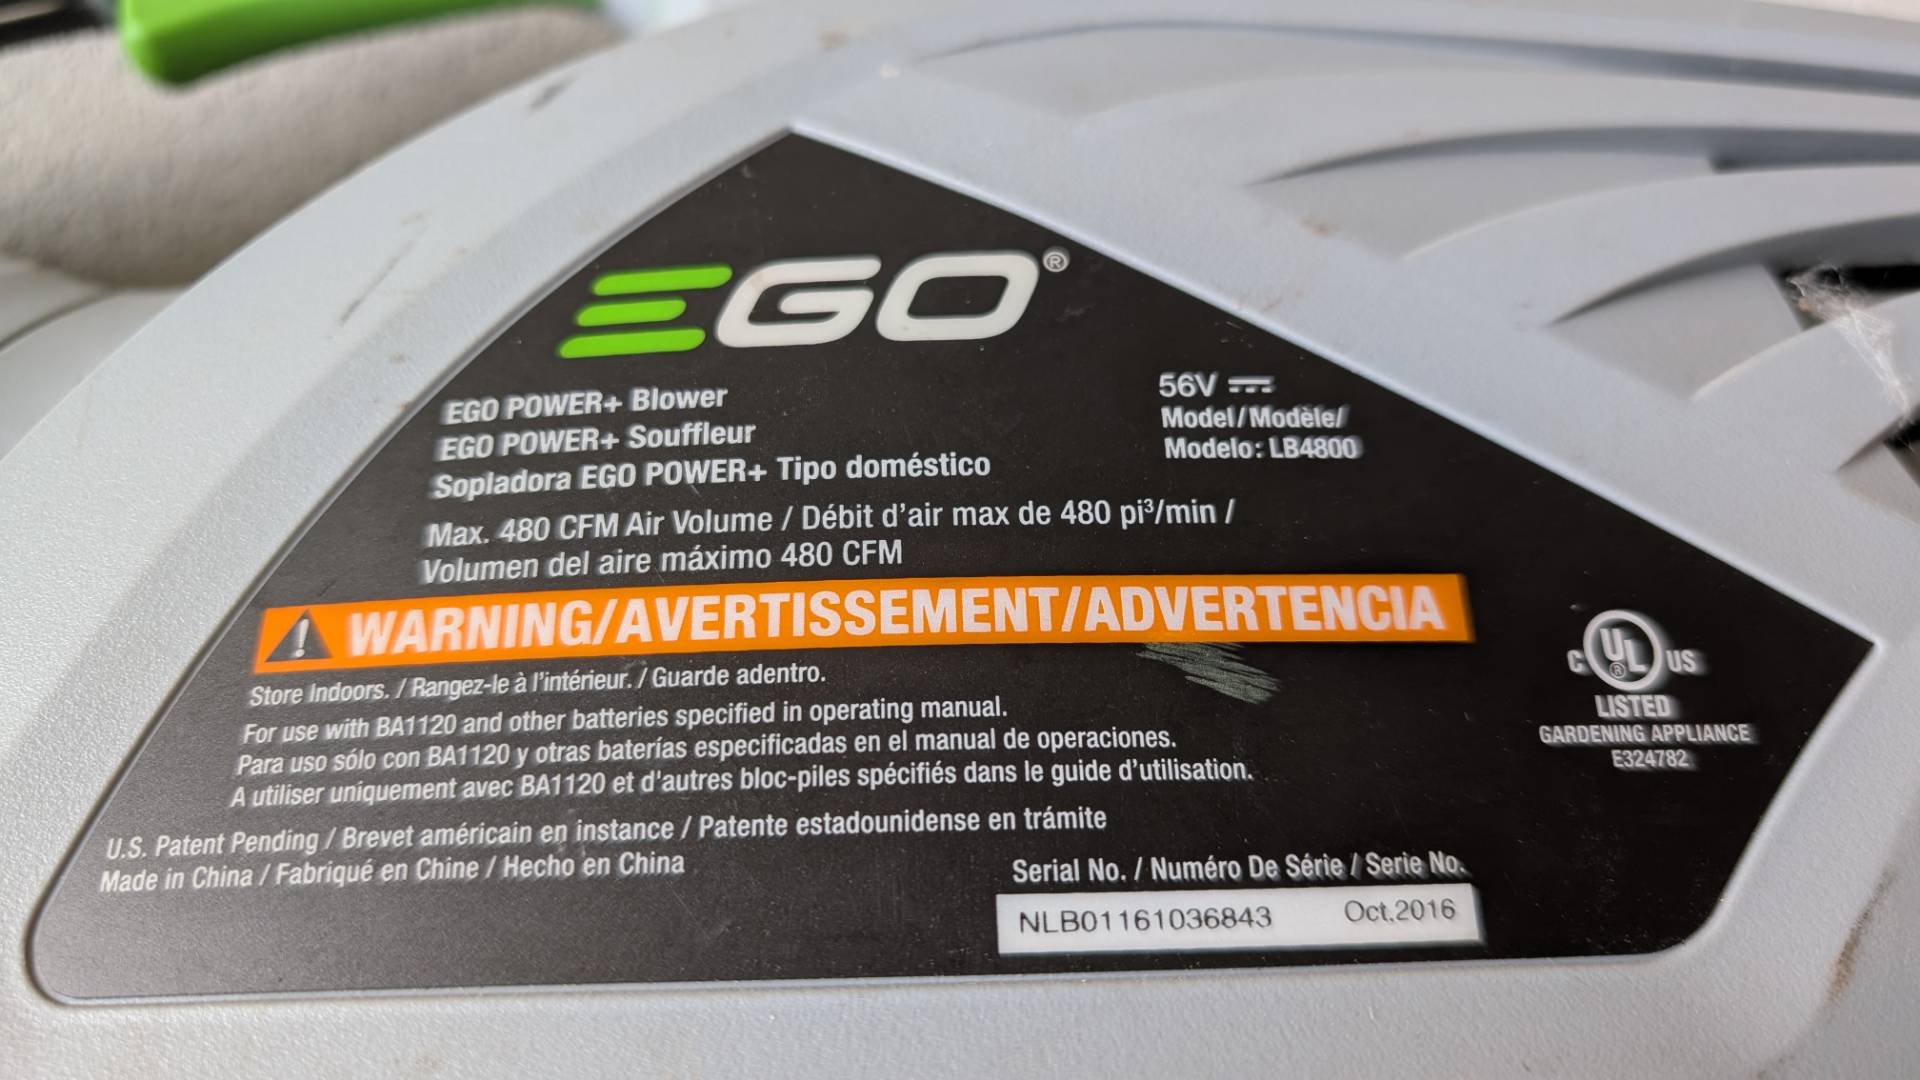 EGO®
EGO POWER+ Blower
EGO POWER+ Souffleur
Sopladora EGO POWER+ Tipo doméstico
56V
Model/Modèle/
Modelo: LB4800
Max. 480 CFM Air Volume / Débit d'air max de 480 pi³/min /
Volumen del aire máximo 480 CFM
WARNING/AVERTISSEMENT/ADVERTENCIA
Store Indoors. / Rangez-le à l'intérieur. / Guarde adentro.
For use with BA1120 and other batteries specified in operating manual.
Para uso sólo con BA1120 y otras baterías especificadas en el manual de operaciones.
A utiliser uniquement avec BA1120 et d'autres bloc-piles spécifiés dans le guide d'utilisation.
C UL® US
LISTED
GARDENING APPLIANCE
E324782
U.S. Patent Pending / Brevet américain en instance / Patente estadounidense en trámite
Made in China / Fabriqué en Chine / Hecho en China
Serial No. / Numéro De Série / Serie No.
NLB01161036843 Oct.2016